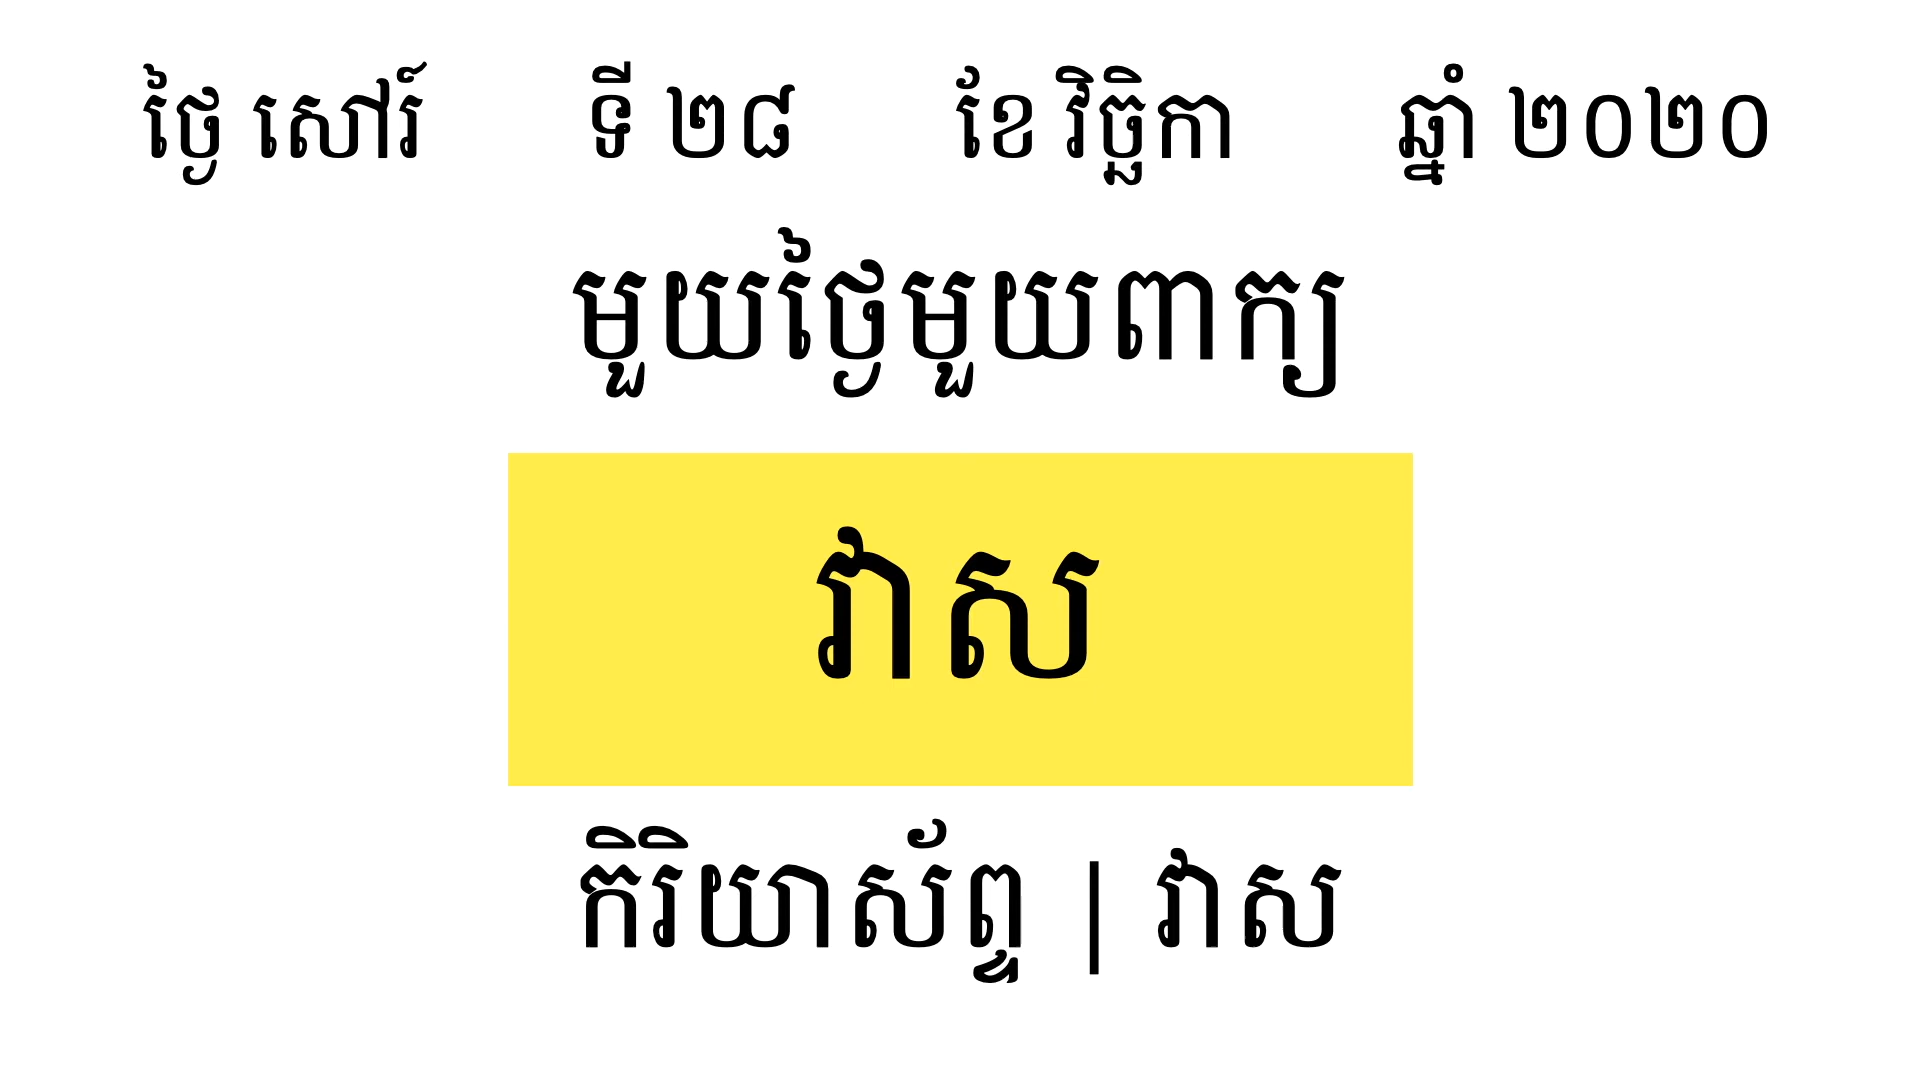 ថ្ងៃ សៅរ៍ ទី ២៨ ខែ វិច្ឆិកា ឆ្នាំ ២០២០
មួយថ្ងៃមួយពាក្យ
វាស
កិរិយាស័ព្ទ | វាស